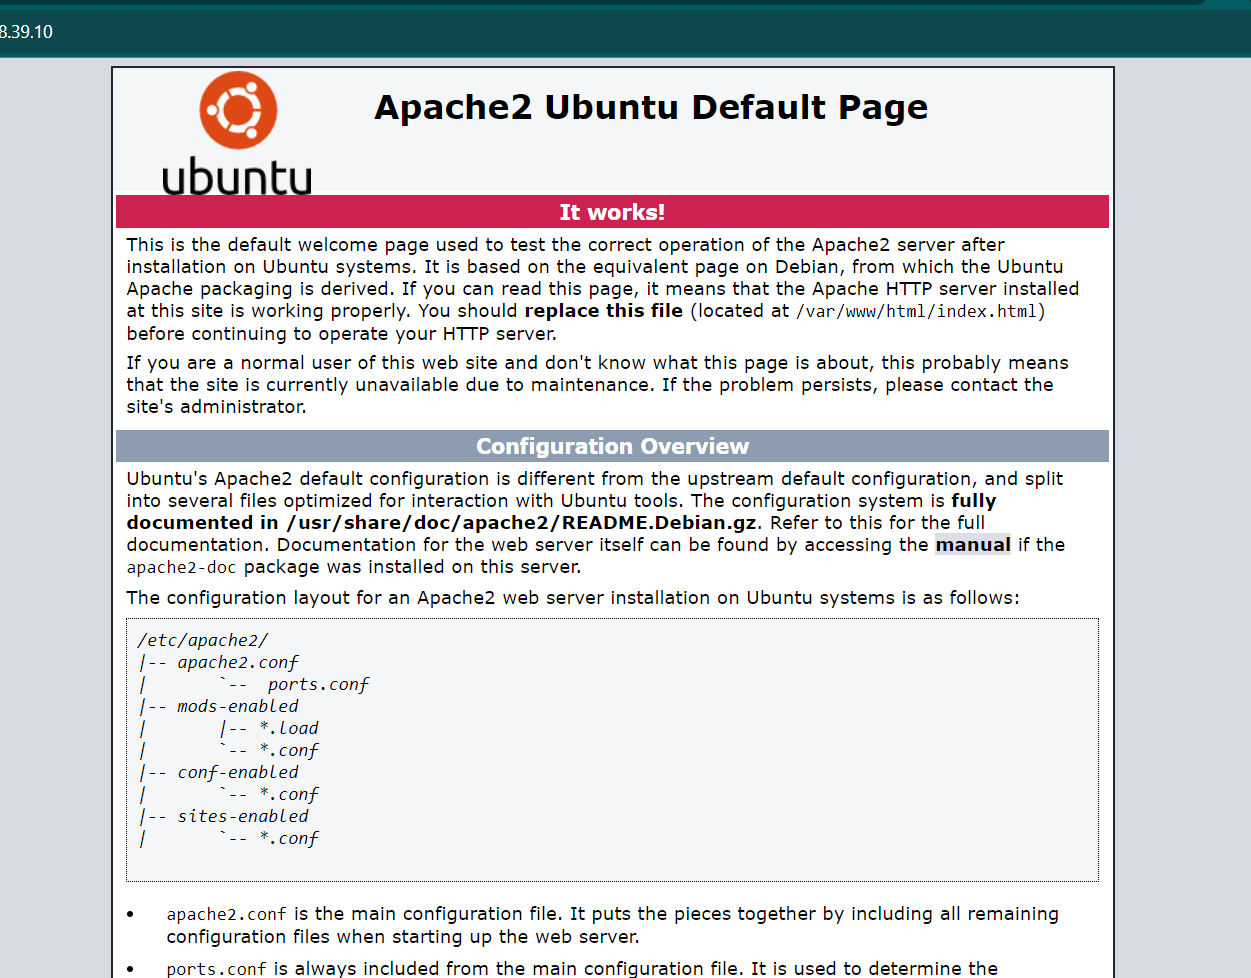 8.39.10
Apache2 Ubuntu Default Page
ubuntu
It works!
This is the default welcome page used to test the correct operation of the Apache2 server after
installation on Ubuntu systems. It is based on the equivalent page on Debian, from which the Ubuntu
Apache packaging is derived. If you can read this page, it means that the Apache HTTP server installed
at this site is working properly. You should replace this file (located at /var/www/html/index.html)
before continuing to operate your HTTP server.
If you are a normal user of this web site and don't know what this page is about, this probably means
that the site is currently unavailable due to maintenance. If the problem persists, please contact the
site's administrator.
Configuration Overview
Ubuntu's Apache2 default configuration is different from the upstream default configuration, and split
into several files optimized for interaction with Ubuntu tools. The configuration system is fully
documented in /usr/share/doc/apache2/README.Debian.gz. Refer to this for the full
documentation. Documentation for the web server itself can be found by accessing the manual if the
apache2-doc package was installed on this server.
The configuration layout for an Apache2 web server installation on Ubuntu systems is as follows:
/etc/apache2/
|-- apache2.conf
|       `--  ports.conf
|-- mods-enabled
|       |-- *.load
|       `-- *.conf
|-- conf-enabled
|       `-- *.conf
|-- sites-enabled
|       `-- *.conf
• apache2.conf is the main configuration file. It puts the pieces together by including all remaining
configuration files when starting up the web server.
• ports.conf is always included from the main configuration file. It is used to determine the